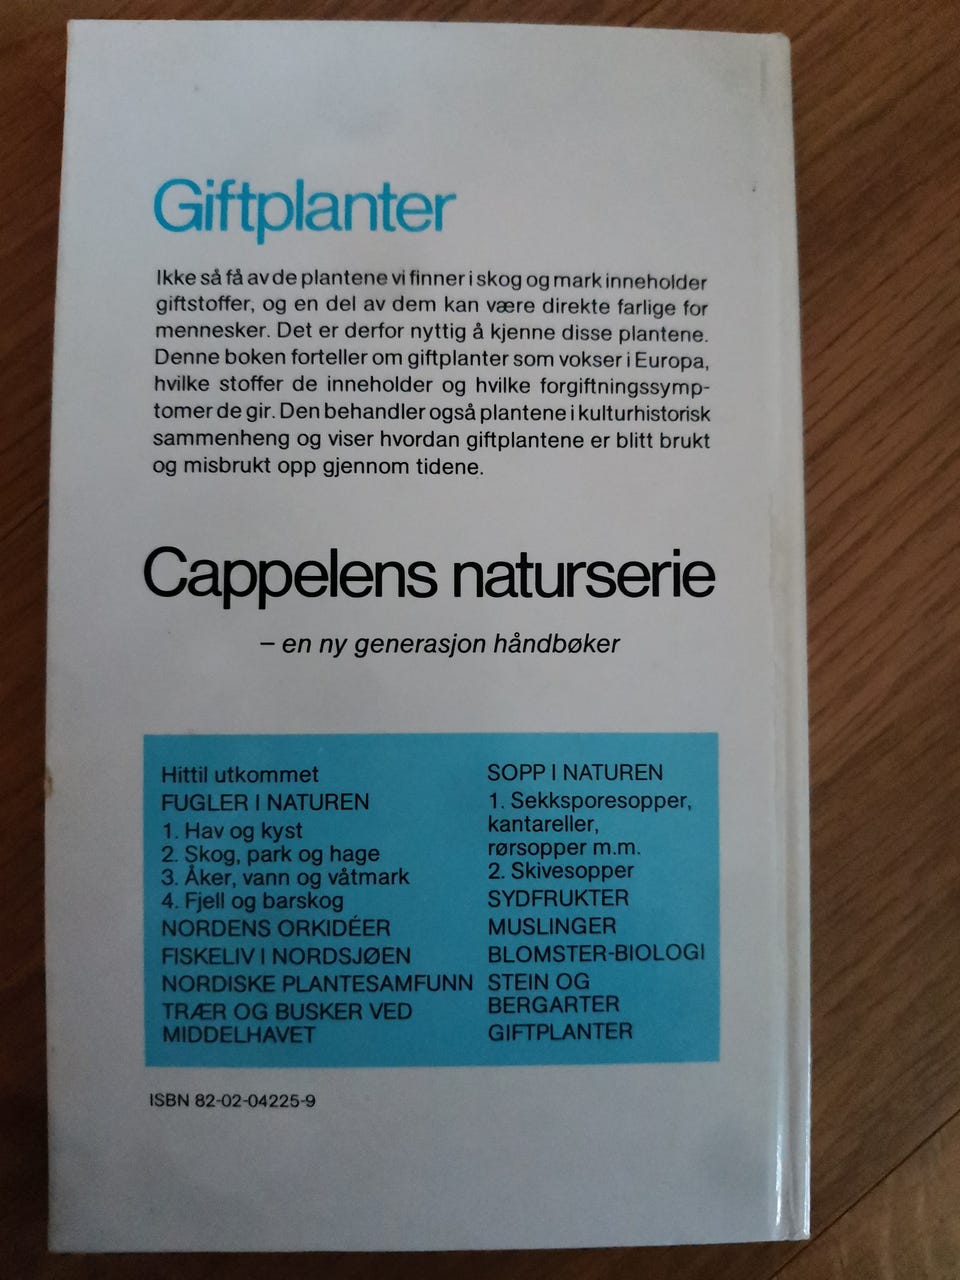 Giftplanter
Ikke så få av de plantene vi finner i skog og mark inneholder
giftstoffer, og en del av dem kan være direkte farlige for
mennesker. Det er derfor nyttig å kjenne disse plantene.
Denne boken forteller om giftplanter som vokser i Europa,
hvilke stoffer de inneholder og hvilke forgiftningssymp-
tomer de gir. Den behandler også plantene i kulturhistorisk
sammenheng og viser hvordan giftplantene er blitt brukt
og misbrukt opp gjennom tidene.
Cappelens naturserie
– en ny generasjon håndbøker
Hittil utkommet
FUGLER I NATUREN
1. Hav og kyst
2. Skog, park og hage
3. Åker, vann og våtmark
4. Fjell og barskog
NORDENS ORKIDÉER
FISKELIV I NORDSJØEN
NORDISKE PLANTESAMFUNN
TRÆR OG BUSKER VED
MIDDELHAVET
SOPP I NATUREN
1. Sekksporesopper,
kantareller,
rørsopper m.m.
2. Skivesopper
SYDFRUKTER
MUSLINGER
BLOMSTER-BIOLOGI
STEIN OG
BERGARTER
GIFTPLANTER
ISBN 82-02-04225-9